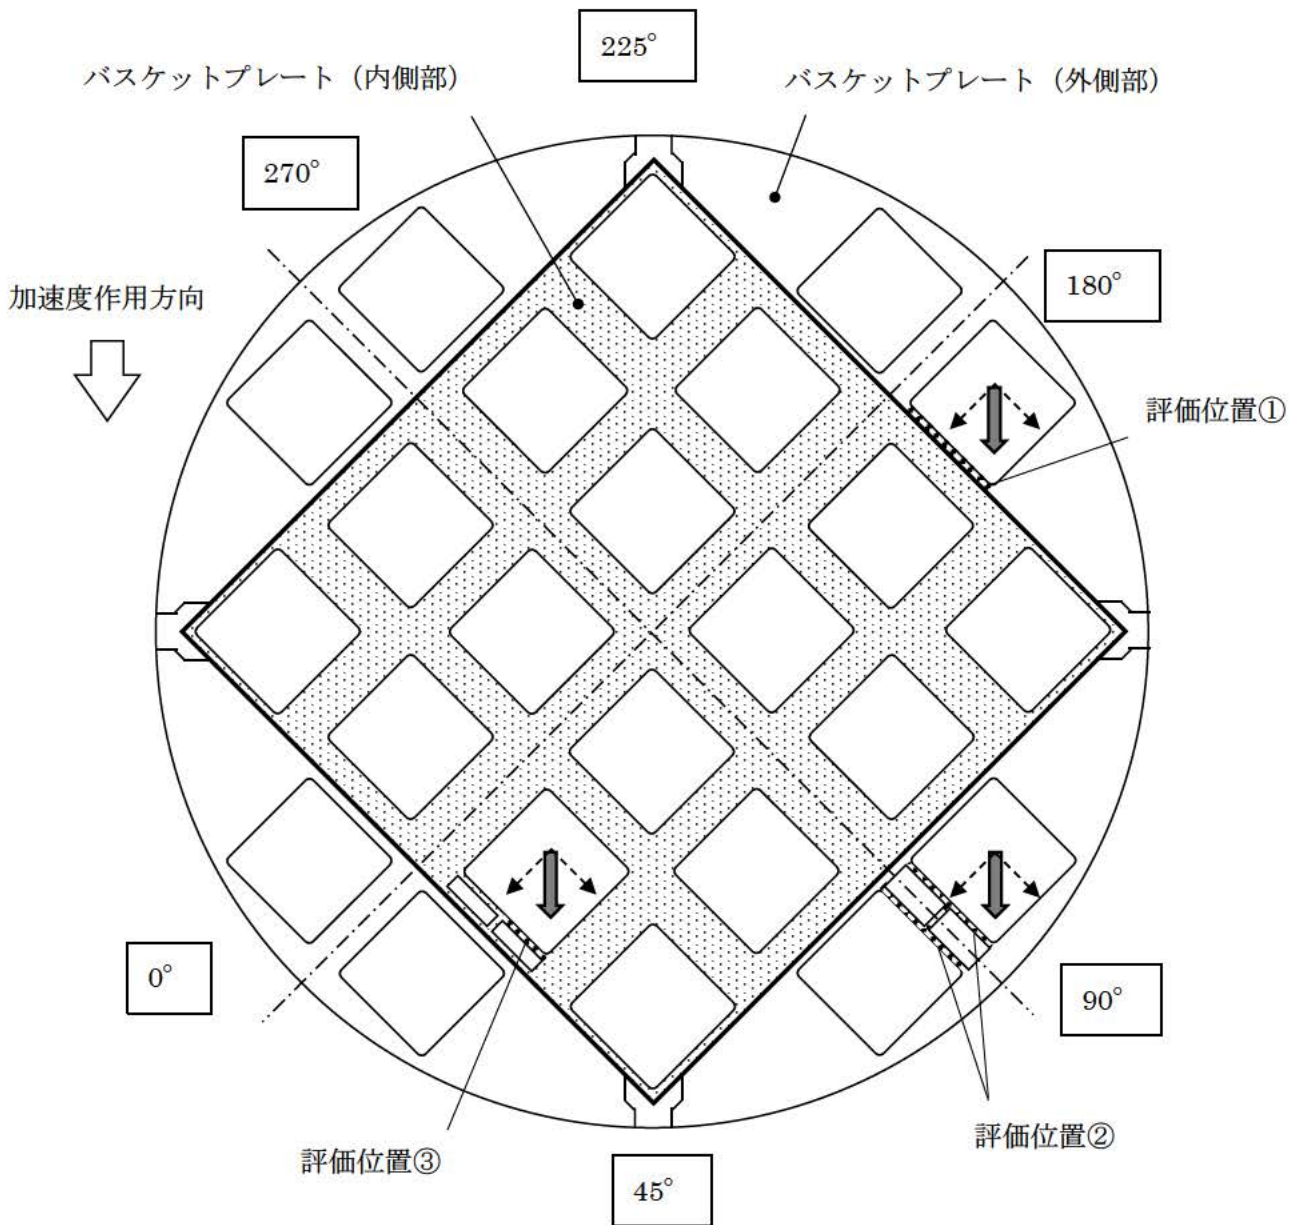 225°
バスケットプレート（内側部）
バスケットプレート（外側部）
270°
180°
加速度作用方向
評価位置①
0°
90°
評価位置②
評価位置③
45°